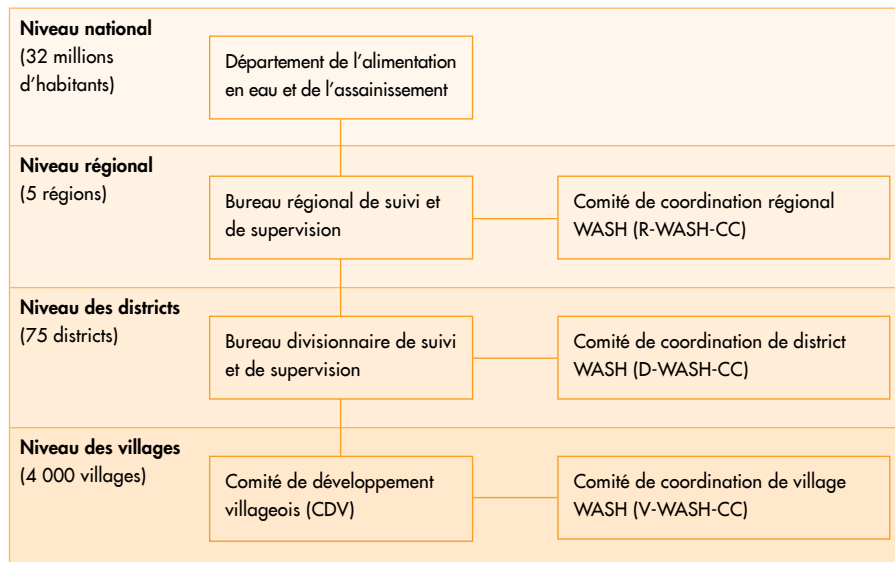 Niveau national
(32 millions
d’habitants)
Département de l’alimentation
en eau et de l’assainissement
Niveau régional
(5 régions)
Bureau régional de suivi et
de supervision
Comité de coordination régional
WASH (R-WASH-CC)
Niveau des districts
(75 districts)
Bureau divisionnaire de suivi
et de supervision
Comité de coordination de district
WASH (D-WASH-CC)
Niveau des villages
(4 000 villages)
Comité de développement
villageois (CDV)
Comité de coordination de village
WASH (V-WASH-CC)